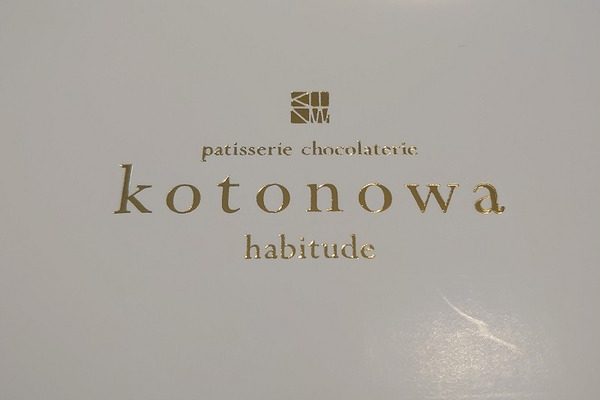 patisserie chocolaterie
kotonowa
habitude